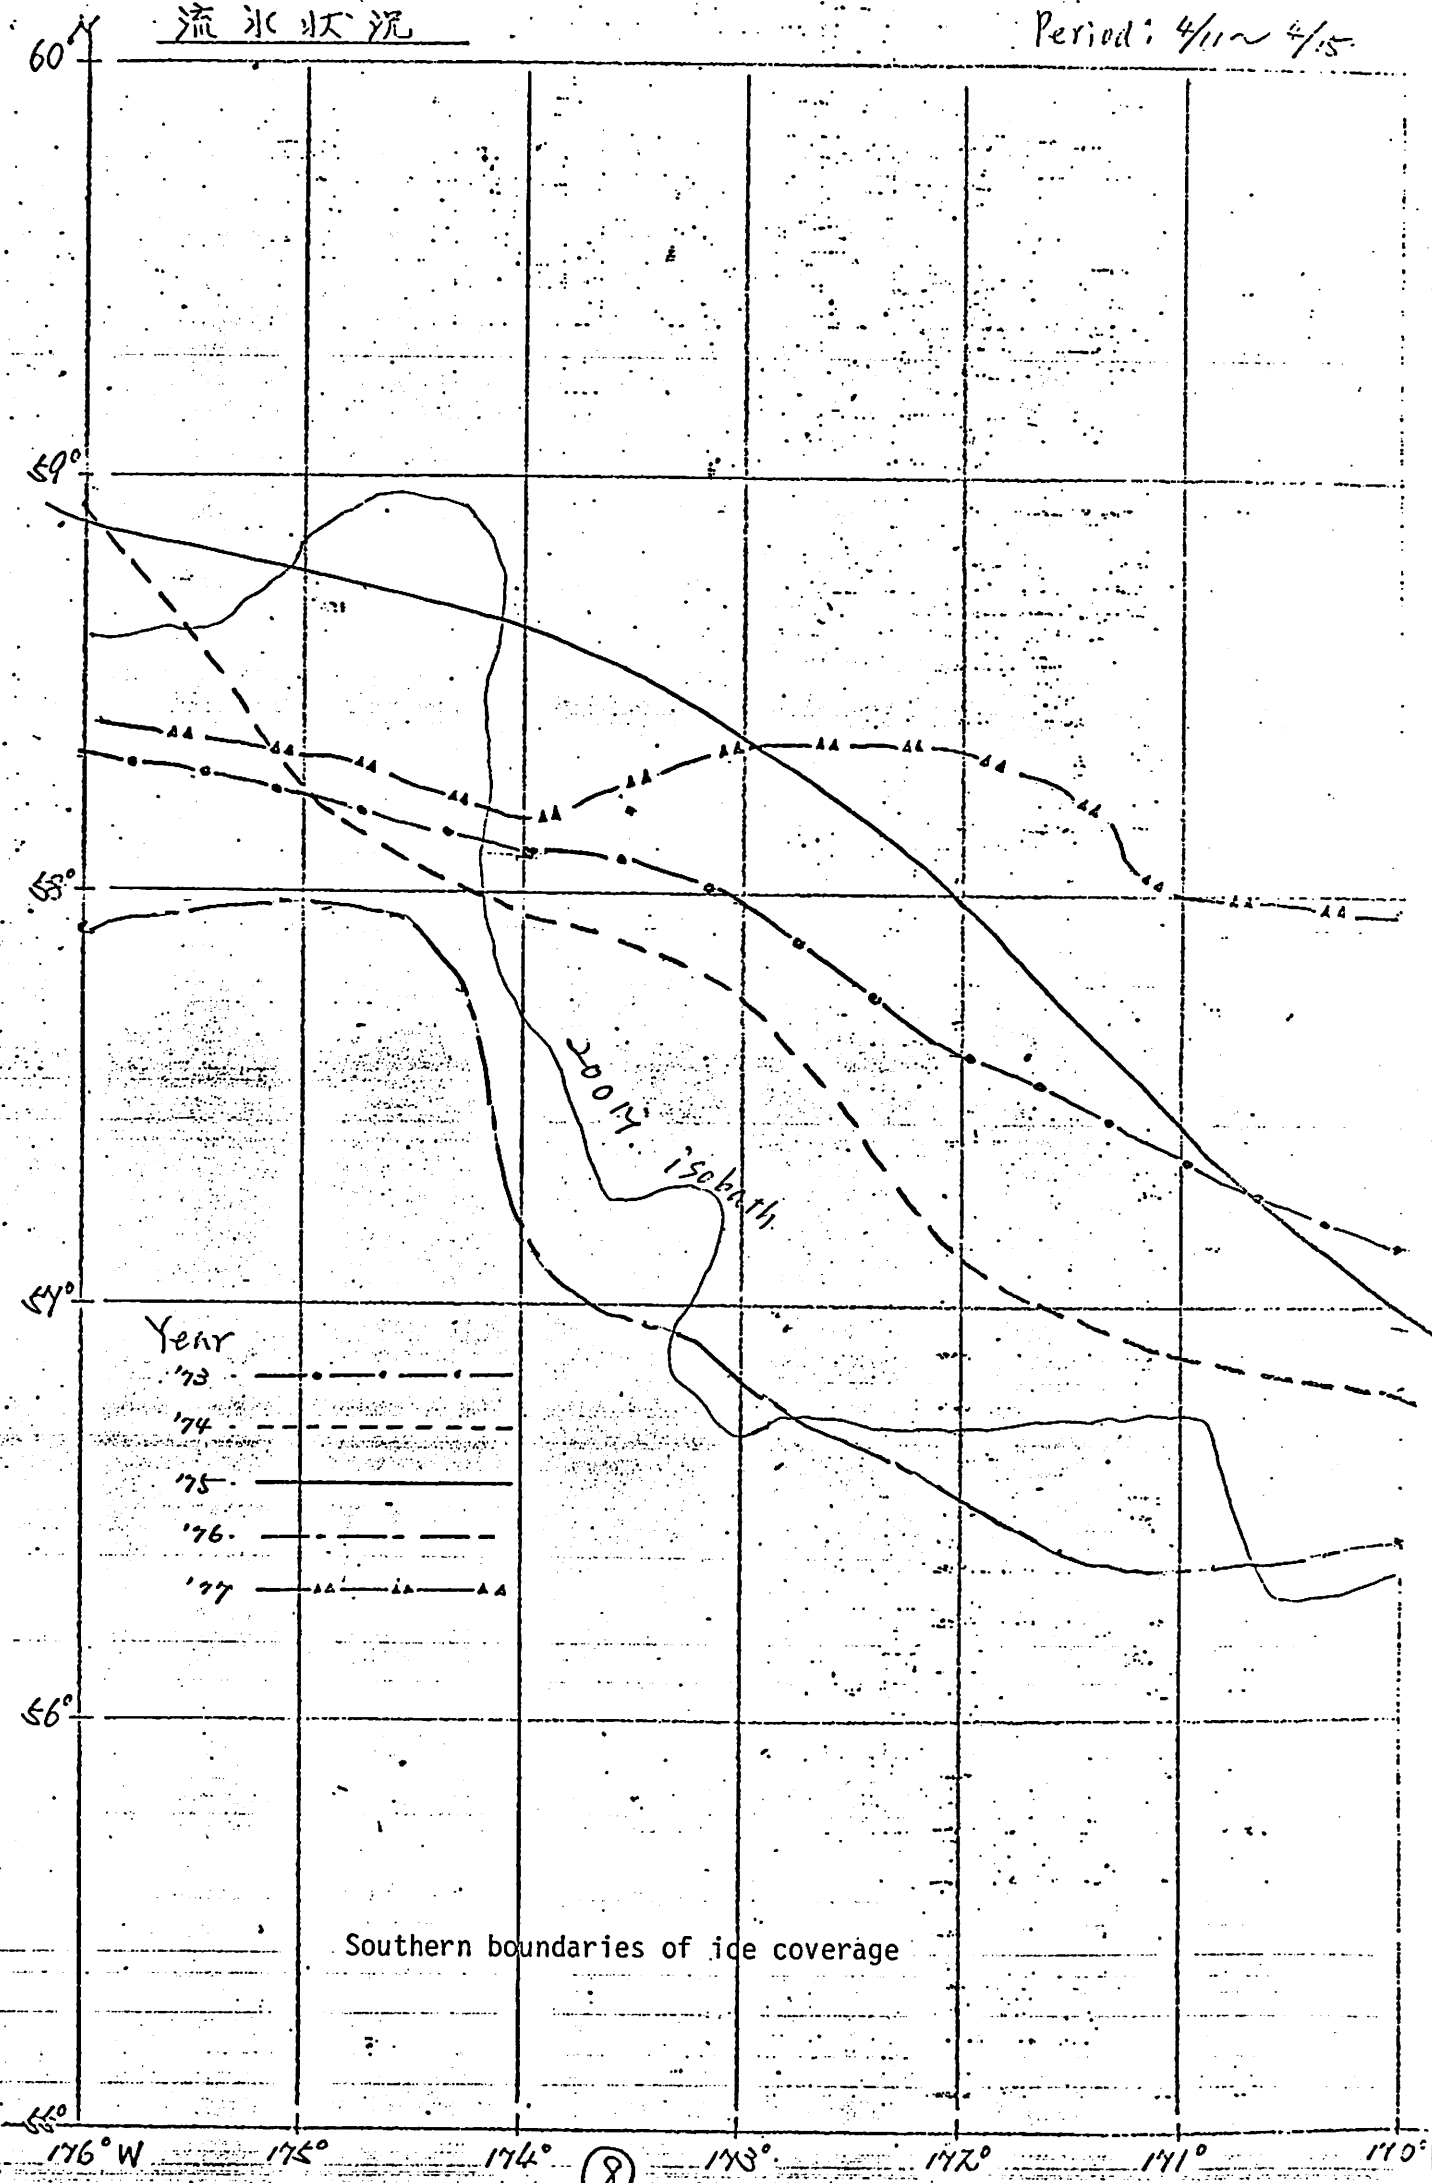 流氷状況
Period: 4/11~4/15
60°N
59°
58°
200M. isobath
57°
Year
'73
'74
'75
'76
'77
56°
Southern boundaries of ice coverage
55°
176°W 175° 174° 173° 172° 171° 170°
8